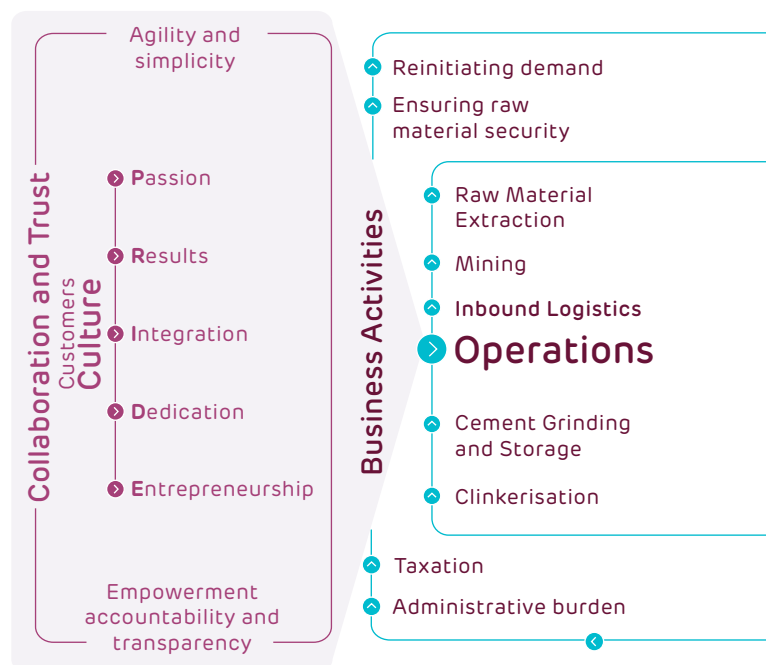 Agility and
simplicity
Collaboration and Trust
Customers
Culture
Passion
Results
Integration
Dedication
Entrepreneurship
Empowerment
accountability and
transparency
Business Activities
Reinitiating demand
Ensuring raw
material security
Raw Material
Extraction
Mining
Inbound Logistics
Operations
Cement Grinding
and Storage
Clinkerisation
Taxation
Administrative burden